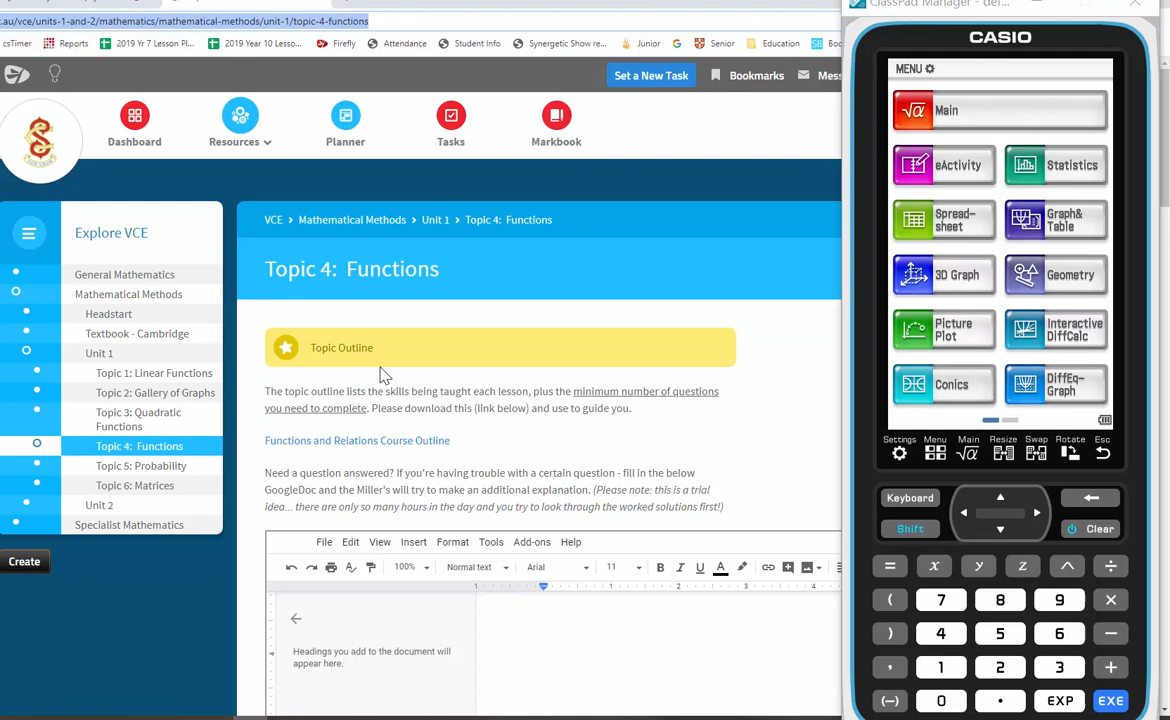 ClassPad Manager - def...
.au/vce/units-1-and-2/mathematics/mathematical-methods/unit-1/topic-4-functions
csTimer Reports 2019 Yr 7 Lesson Pl... 2019 Year 10 Lesso... Firefly Attendance Student Info Synergetic Show re... Junior Senior Education
Set a New Task Bookmarks Mess
Dashboard Resources Planner Tasks Markbook
Explore VCE
General Mathematics
Mathematical Methods
Headstart
Textbook - Cambridge
Unit 1
Topic 1: Linear Functions
Topic 2: Gallery of Graphs
Topic 3: Quadratic
Functions
Topic 4: Functions
Topic 5: Probability
Topic 6: Matrices
Unit 2
Specialist Mathematics
Create
VCE > Mathematical Methods > Unit 1 > Topic 4: Functions
Topic 4: Functions
Topic Outline
The topic outline lists the skills being taught each lesson, plus the minimum number of questions
you need to complete. Please download this (link below) and use to guide you.
Functions and Relations Course Outline
Need a question answered? If you're having trouble with a certain question - fill in the below
GoogleDoc and the Miller's will try to make an additional explanation. (Please note: this is a trial
idea... there are only so many hours in the day and you try to look through the worked solutions first!)
File Edit View Insert Format Tools Add-ons Help
100% Normal text Arial 11 B I U A
1 1 2 3 4
Headings you add to the document will
appear here.
CASIO
MENU
√α Main
eActivity Statistics
Spread-
sheet
Graph&
Table
3D Graph Geometry
Picture
Plot
Interactive
DiffCalc
Conics
DiffEq-
Graph
Settings Menu Main Resize Swap Rotate Esc
√α
Keyboard
Shift Clear
= x y z ^ ÷
( 7 8 9 ×
) 4 5 6 −
, 1 2 3 +
(−) 0 • EXP EXE